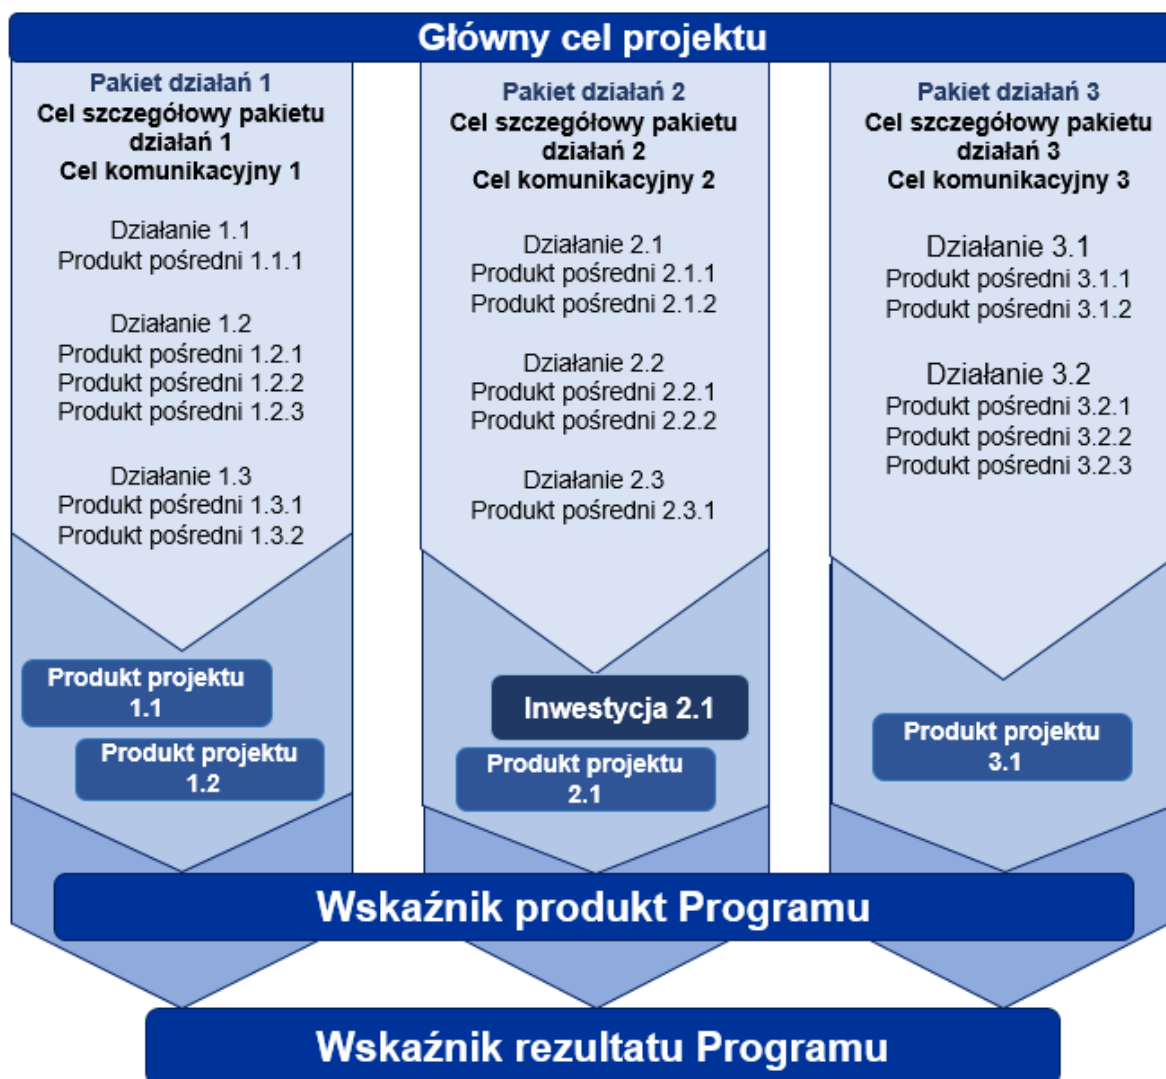 Główny cel projektu
Pakiet działań 1
Cel szczegółowy pakietu
działań 1
Cel komunikacyjny 1
Działanie 1.1
Produkt pośredni 1.1.1
Działanie 1.2
Produkt pośredni 1.2.1
Produkt pośredni 1.2.2
Produkt pośredni 1.2.3
Działanie 1.3
Produkt pośredni 1.3.1
Produkt pośredni 1.3.2
Produkt projektu
1.1
Produkt projektu
1.2
Pakiet działań 2
Cel szczegółowy pakietu
działań 2
Cel komunikacyjny 2
Działanie 2.1
Produkt pośredni 2.1.1
Produkt pośredni 2.1.2
Działanie 2.2
Produkt pośredni 2.2.1
Produkt pośredni 2.2.2
Działanie 2.3
Produkt pośredni 2.3.1
Inwestycja 2.1
Produkt projektu
2.1
Pakiet działań 3
Cel szczegółowy pakietu
działań 3
Cel komunikacyjny 3
Działanie 3.1
Produkt pośredni 3.1.1
Produkt pośredni 3.1.2
Działanie 3.2
Produkt pośredni 3.2.1
Produkt pośredni 3.2.2
Produkt pośredni 3.2.3
Produkt projektu
3.1
Wskaźnik produkt Programu
Wskaźnik rezultatu Programu